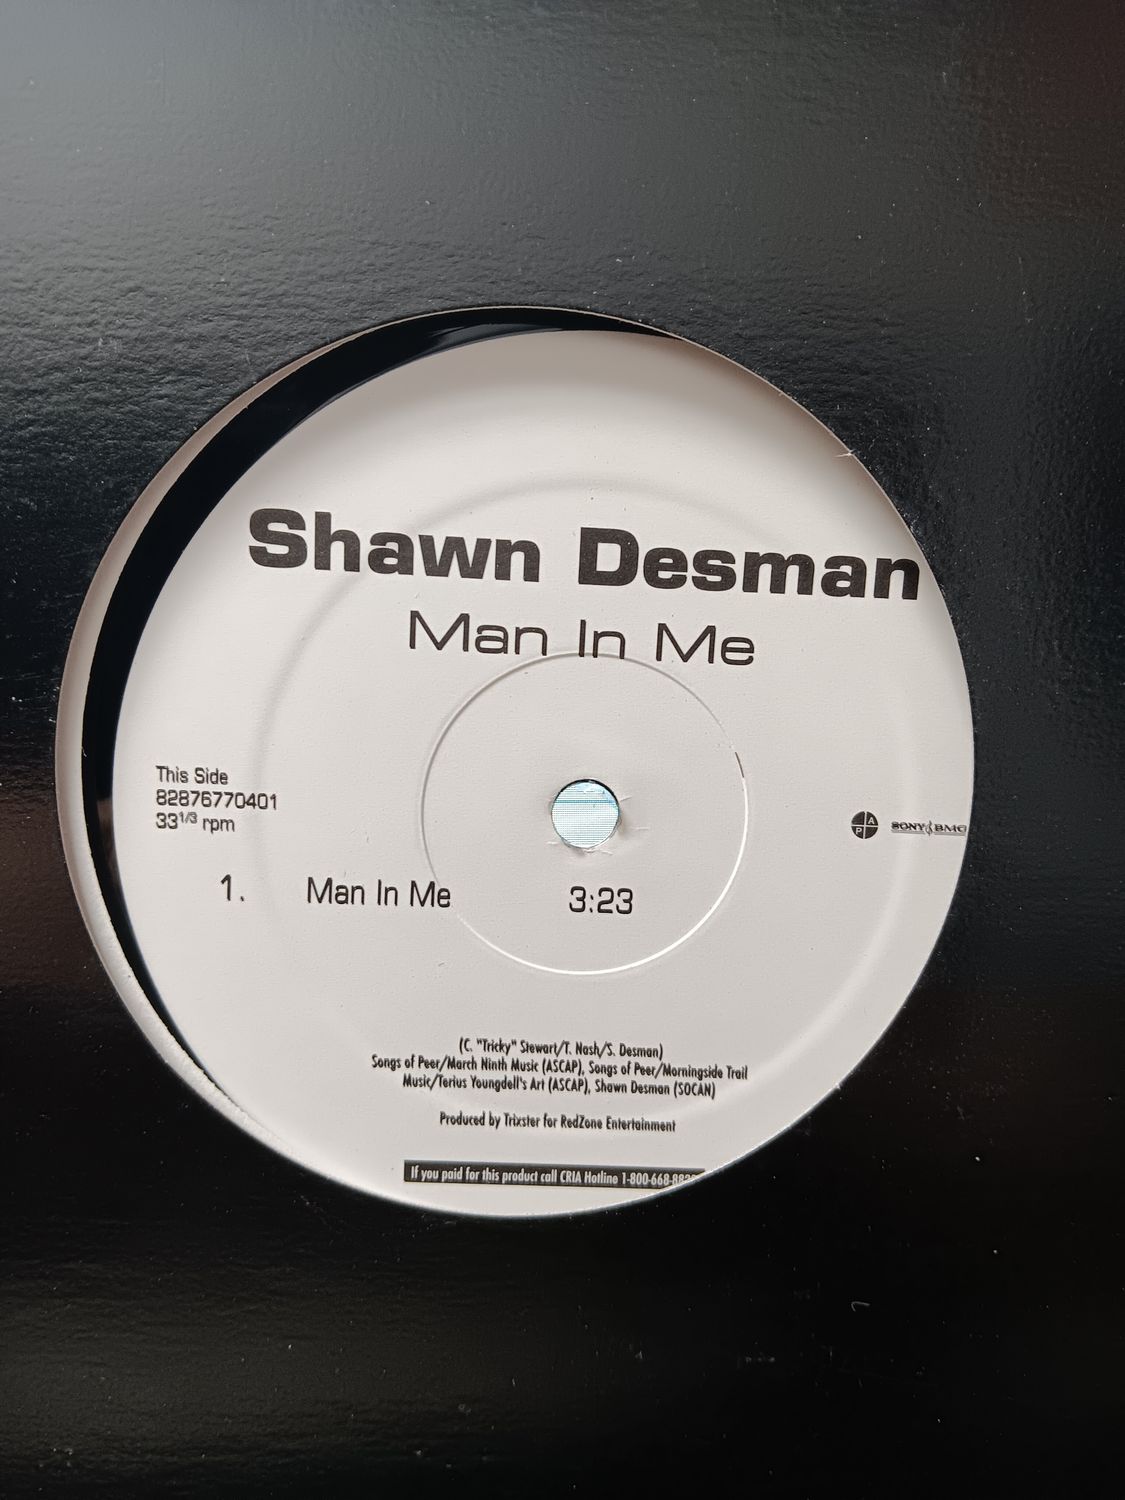 Shawn Desman
Man In Me
This Side
82876770401
33 1/3 rpm
A
P
SONY BMG
1. Man In Me 3:23
(C. "Tricky" Stewart/T. Nash/S. Desman)
Songs of Peer/March Ninth Music (ASCAP), Songs of Peer/Morningside Trail
Music/Terius Youngdell's Art (ASCAP), Shawn Desman (SOCAN)
Produced by Trixster for RedZone Entertainment
If you paid for this product call CRIA Hotline